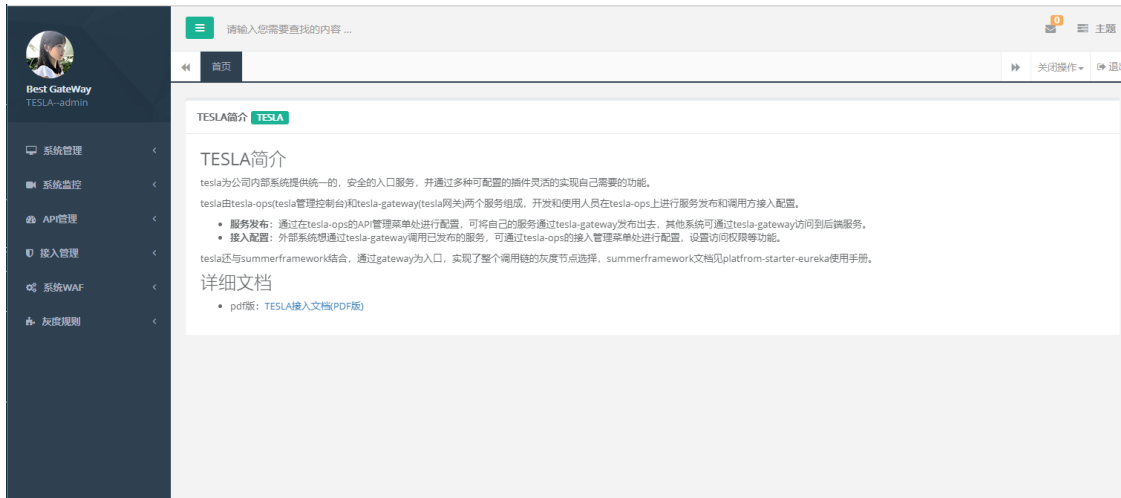 请输入您需要查找的内容 ...
0
主题
首页
关闭操作
Best GateWay
TESLA--admin
系统管理
系统监控
API管理
接入管理
系统WAF
灰度规则
TESLA简介 TESLA
TESLA简介
tesla为公司内部系统提供统一的，安全的入口服务，并通过多种可配置的插件灵活的实现自己需要的功能。
tesla由tesla-ops(tesla管理控制台)和tesla-gateway(tesla网关)两个服务组成，开发和使用人员在tesla-ops上进行服务发布和调用方接入配置。
服务发布：通过在tesla-ops的API管理菜单处进行配置，可将自己的服务通过tesla-gateway发布出去，其他系统可通过tesla-gateway访问到后端服务。
接入配置：外部系统想通过tesla-gateway调用已发布的服务，可通过tesla-ops的接入管理菜单处进行配置，设置访问权限等功能。
tesla还与summerframework结合，通过gateway为入口，实现了整个调用链的灰度节点选择，summerframework文档见platfrom-starter-eureka使用手册。
详细文档
pdf版：TESLA接入文档(PDF版)